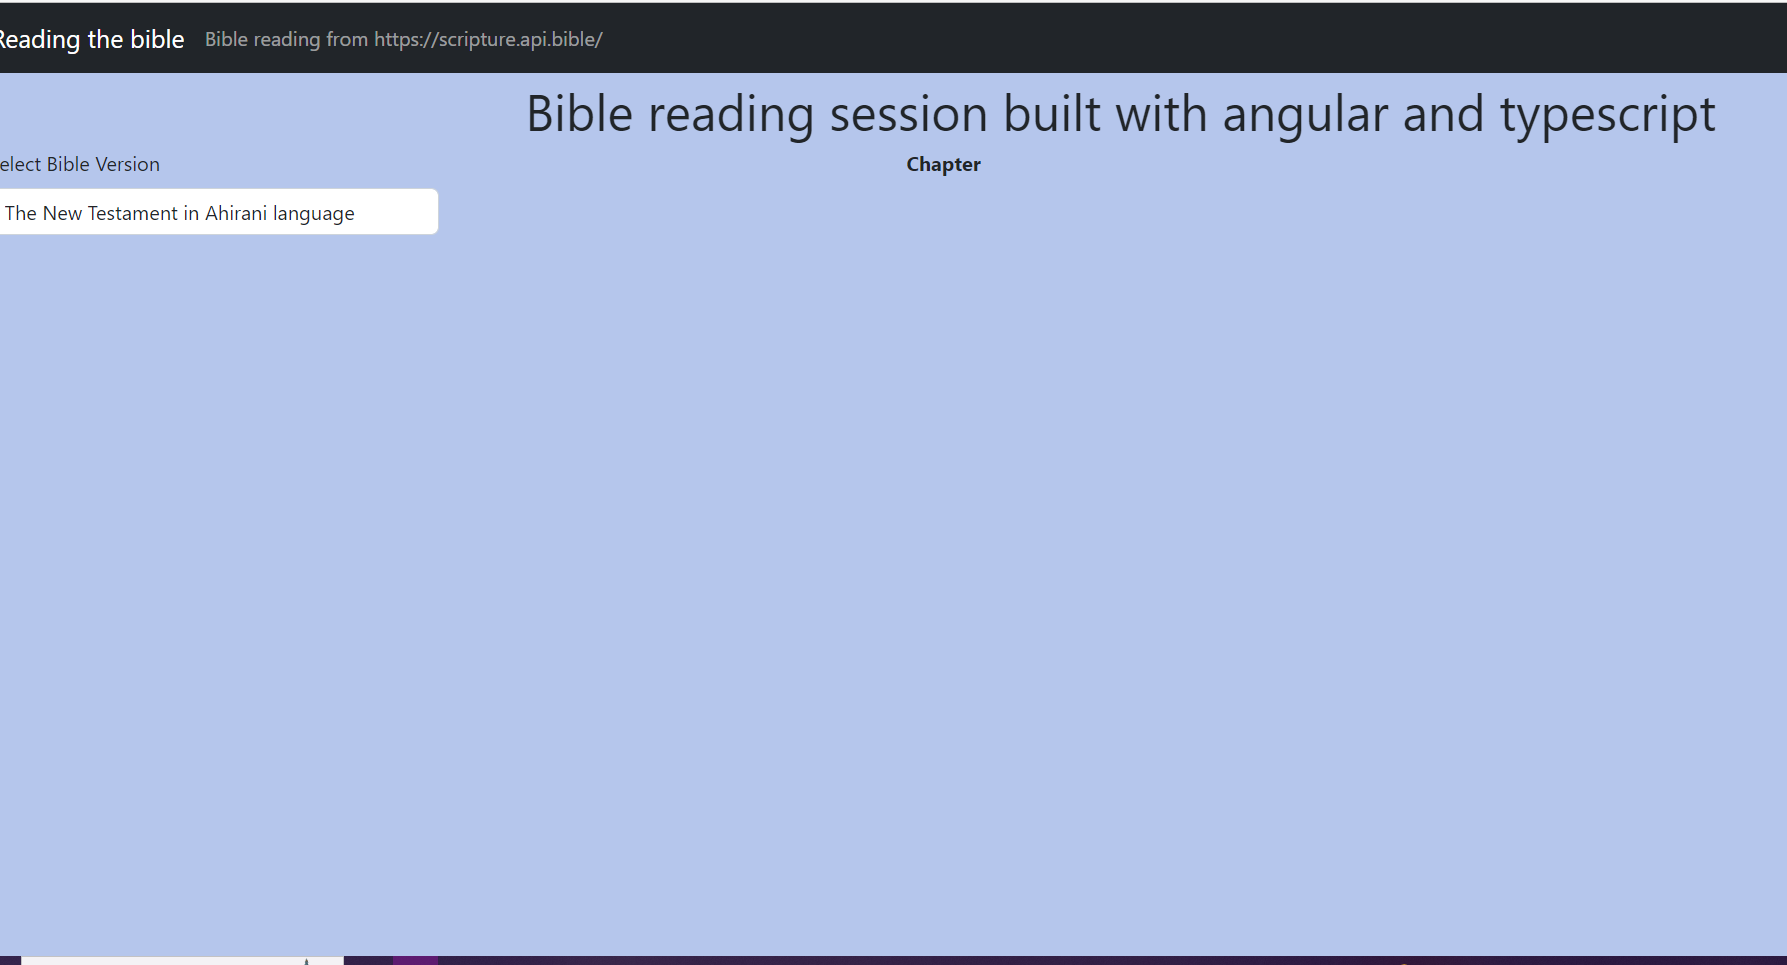 Reading the bible Bible reading from https://scripture.api.bible/
Bible reading session built with angular and typescript
elect Bible Version
Chapter
The New Testament in Ahirani language